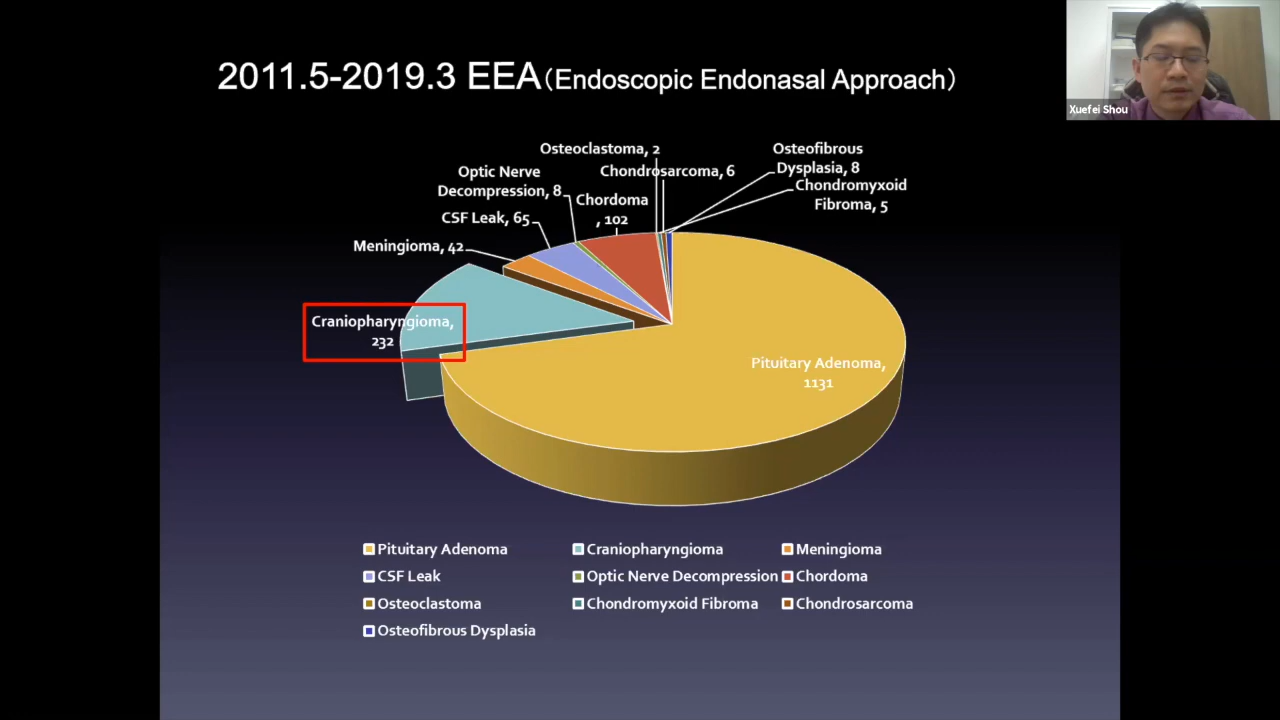 2011.5-2019.3 EEA（Endoscopic Endonasal Approach）
Xuefei Shou
Osteoclastoma, 2
Osteofibrous
Dysplasia, 8
Optic Nerve
Decompression, 8
Chondrosarcoma, 6
Chondromyxoid
Fibroma, 5
Chordoma
, 102
CSF Leak, 65
Meningioma, 42
Craniopharyngioma,
232
Pituitary Adenoma,
1131
Pituitary Adenoma
Craniopharyngioma
Meningioma
CSF Leak
Optic Nerve Decompression
Chordoma
Osteoclastoma
Chondromyxoid Fibroma
Chondrosarcoma
Osteofibrous Dysplasia